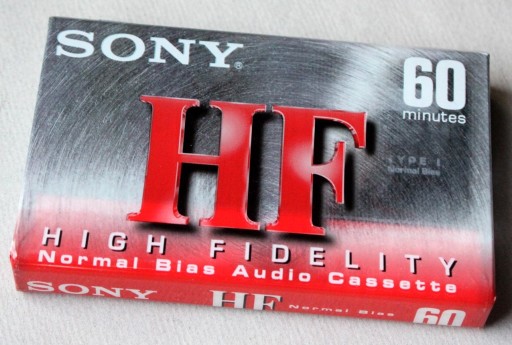 SONY®
60
minutes
HF
TYPE I
Normal Bias
HIGH FIDELITY
Normal Bias Audio Cassette
SONY HF Normal Bias 60